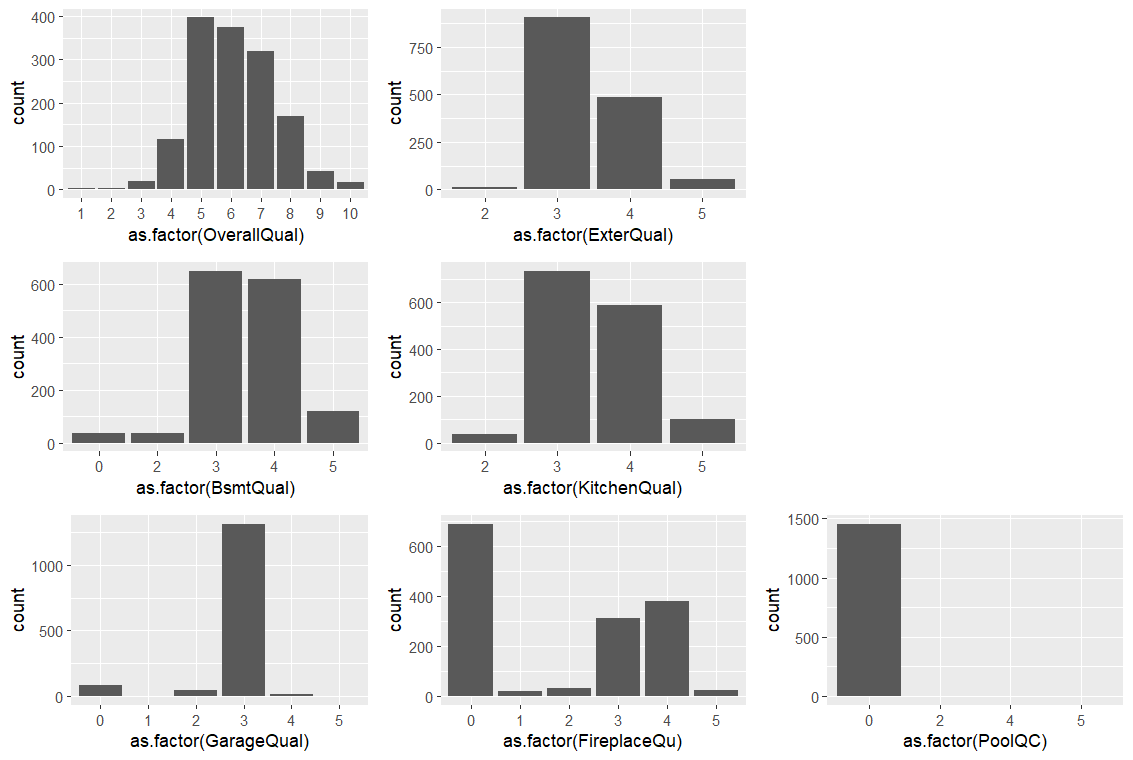 400
300
200
100
0
count
1 2 3 4 5 6 7 8 9 10
as.factor(OverallQual)
750
500
250
0
count
2 3 4 5
as.factor(ExterQual)
600
400
200
0
count
0 2 3 4 5
as.factor(BsmtQual)
600
400
200
0
count
2 3 4 5
as.factor(KitchenQual)
1000
500
0
count
0 1 2 3 4 5
as.factor(GarageQual)
600
400
200
0
count
0 1 2 3 4 5
as.factor(FireplaceQu)
1500
1000
500
0
count
0 2 4 5
as.factor(PoolQC)